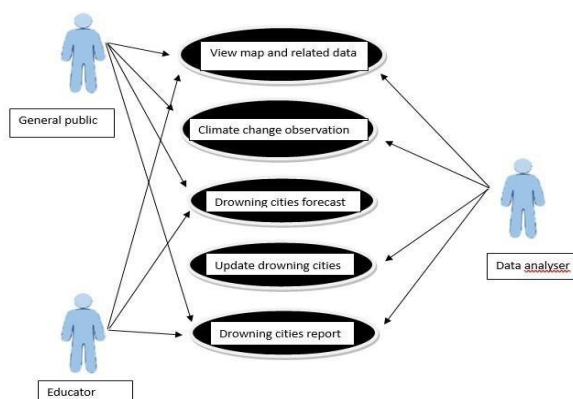 View map and related data
General public
Climate change observation
Drowning cities forecast
Update drowning cities
Data analyser
Drowning cities report
Educator